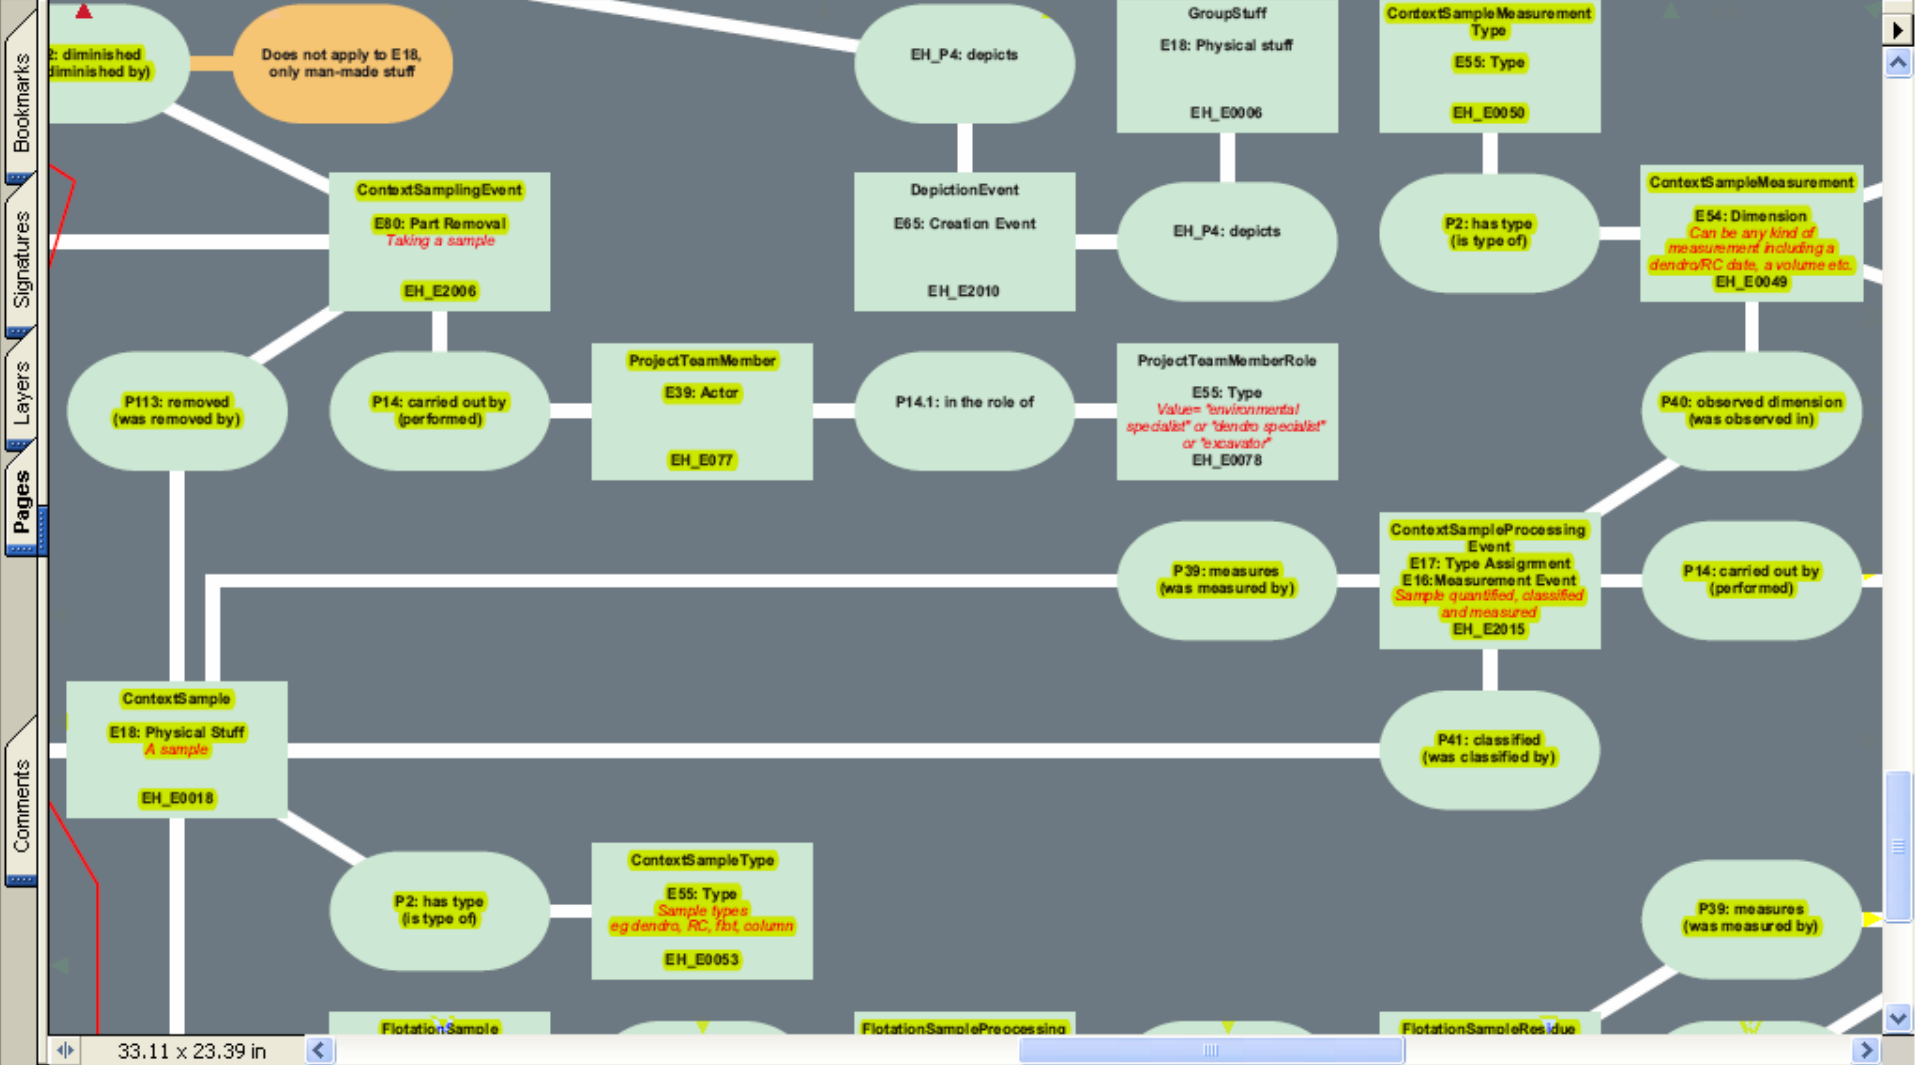 Bookmarks
Signatures
Layers
Pages
Comments
2: diminished
diminished by)
Does not apply to E18,
only man-made stuff
EH_P4: depicts
GroupStuff
E18: Physical stuff
EH_E0006
ContextSampleMeasurement
Type
E55: Type
EH_E0050
ContextSamplingEvent
E80: Part Removal
Taking a sample
EH_E2006
DepictionEvent
E65: Creation Event
EH_E2010
EH_P4: depicts
P2: has type
(is type of)
ContextSampleMeasurement
E54: Dimension
Can be any kind of
measurement including a
dendro/RC date, a volume etc.
EH_E0049
P113: removed
(was removed by)
P14: carried out by
(performed)
ProjectTeamMember
E39: Actor
EH_E077
P14.1: in the role of
ProjectTeamMemberRole
E55: Type
Value= "environmental
specialist" or "dendro specialist"
or "excavator"
EH_E0078
P40: observed dimension
(was observed in)
P39: measures
(was measured by)
ContextSampleProcessing
Event
E17: Type Assignment
E16:Measurement Event
Sample quantified, classified
and measured
EH_E2015
P14: carried out by
(performed)
ContextSample
E18: Physical Stuff
A sample
EH_E0018
P41: classified
(was classified by)
P2: has type
(is type of)
ContextSampleType
E55: Type
Sample types
eg dendro, RC, flot, column
EH_E0053
P39: measures
(was measured by)
FlotationSample
FlotationSampleProcessing
FlotationSampleResidue
33.11 x 23.39 in